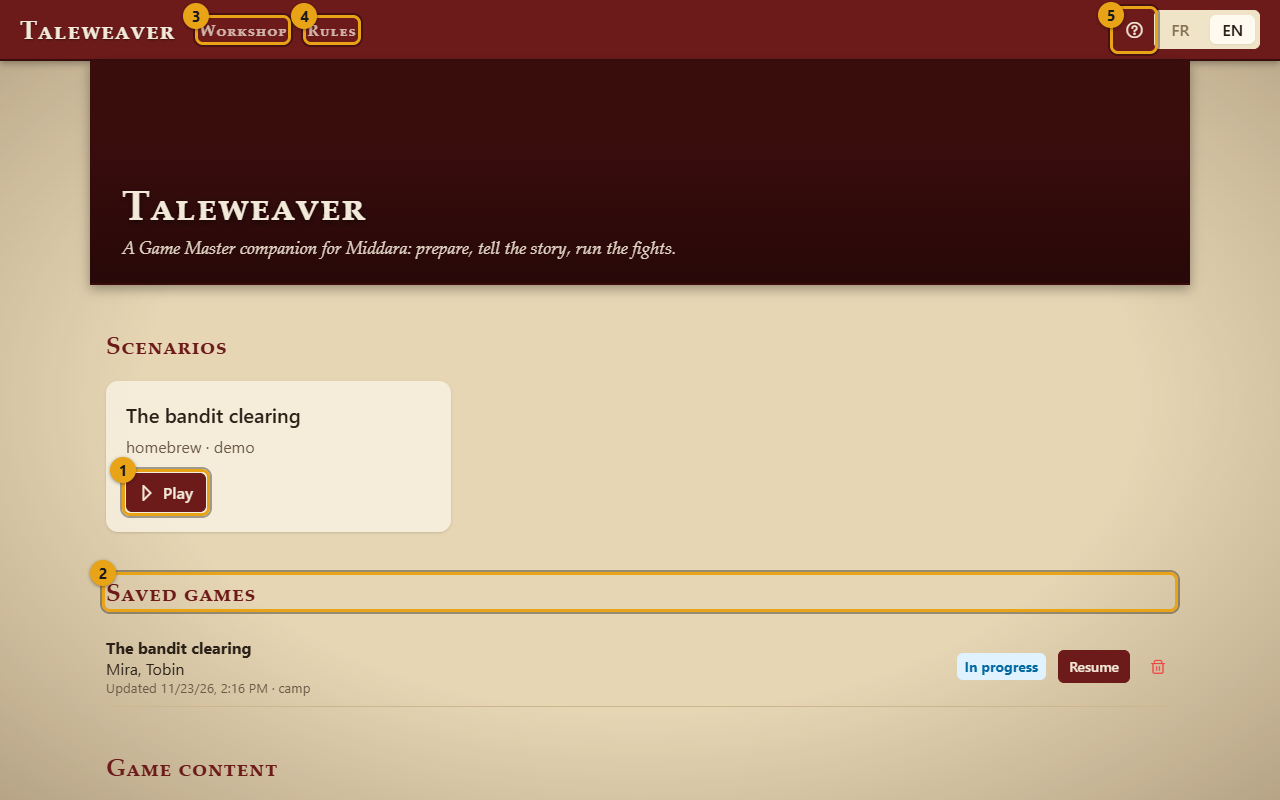 Taleweaver
3
Workshop
4
Rules
5
FR
EN
Taleweaver
A Game Master companion for Middara: prepare, tell the story, run the fights.
Scenarios
The bandit clearing
homebrew · demo
1
Play
2
Saved games
The bandit clearing
Mira, Tobin
Updated 11/23/26, 2:16 PM · camp
In progress
Resume
Game content